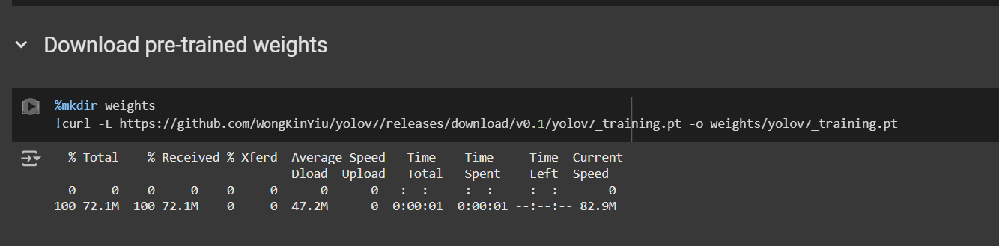 Download pre-trained weights
%mkdir weights
!curl -L https://github.com/WongKinYiu/yolov7/releases/download/v0.1/yolov7_training.pt -o weights/yolov7_training.pt
% Total % Received % Xferd Average Speed Time Time Time Current
Dload Upload Total Spent Left Speed
0 0 0 0 0 0 0 0 --:--:-- --:--:-- --:--:-- 0
100 72.1M 100 72.1M 0 0 47.2M 0 0:00:01 0:00:01 --:--:-- 82.9M